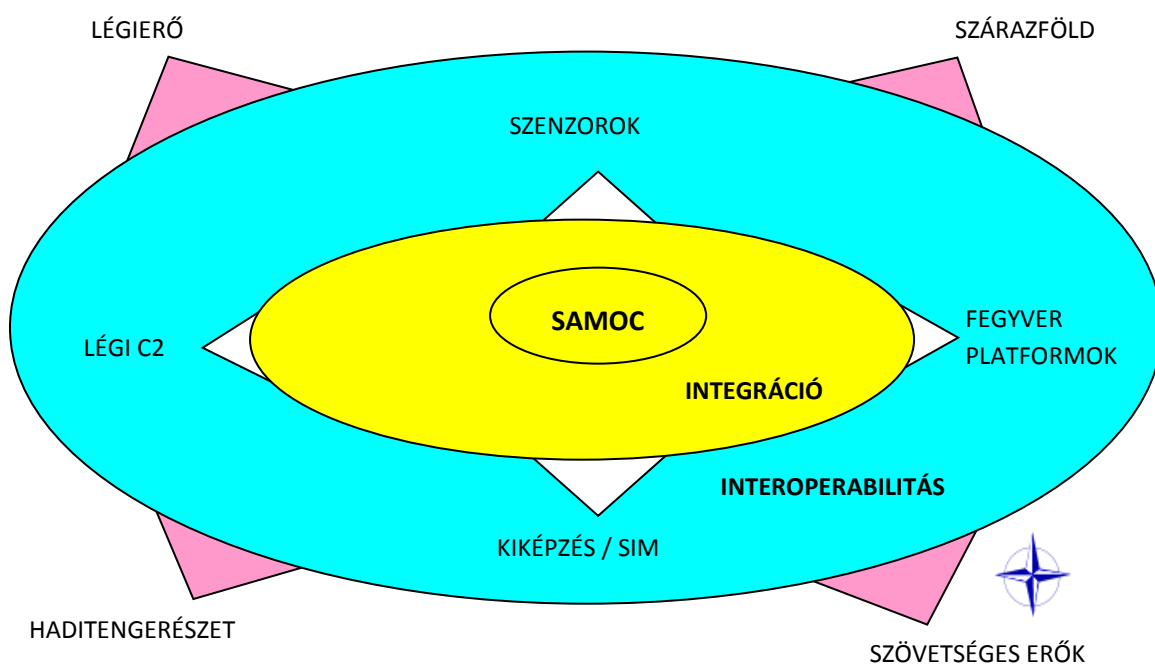 LÉGIERŐ
SZÁRAZFÖLD
SZENZOROK
SAMOC
LÉGI C2
FEGYVER
PLATFORMOK
INTEGRÁCIÓ
INTEROPERABILITÁS
KIKÉPZÉS / SIM
HADITENGERÉSZET
SZÖVETSÉGES ERŐK